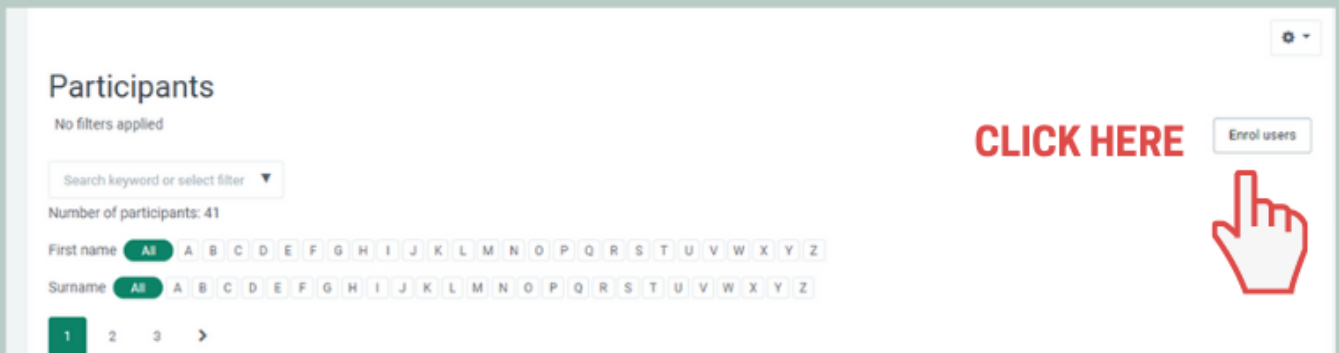 Participants
No filters applied
CLICK HERE
Enrol users
Search keyword or select filter
Number of participants: 41
First name All A B C D E F G H I J K L M N O P Q R S T U V W X Y Z
Surname All A B C D E F G H I J K L M N O P Q R S T U V W X Y Z
1 2 3